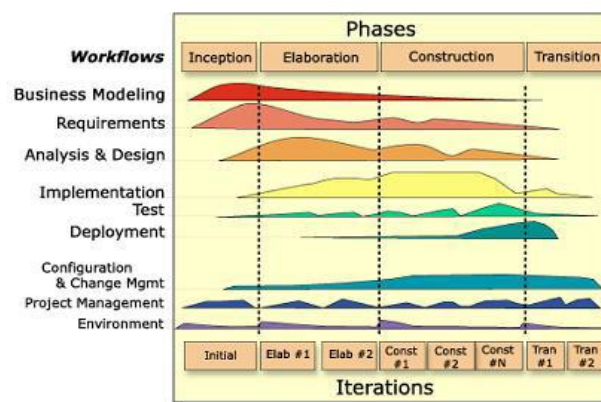 Phases
Workflows
Inception
Elaboration
Construction
Transition
Business Modeling
Requirements
Analysis & Design
Implementation
Test
Deployment
Configuration
& Change Mgmt
Project Management
Environment
Initial
Elab #1
Elab #2
Const
#1
Const
#2
Const
#N
Tran
#1
Tran
#2
Iterations